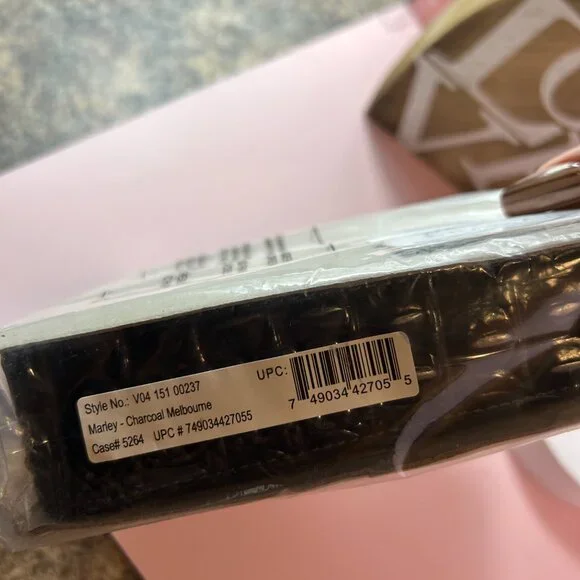 Style No.: V04 151 00237
Marley - Charcoal Melbourne
Case# 5264 UPC # 749034427055
UPC:
7 49034 42705 5